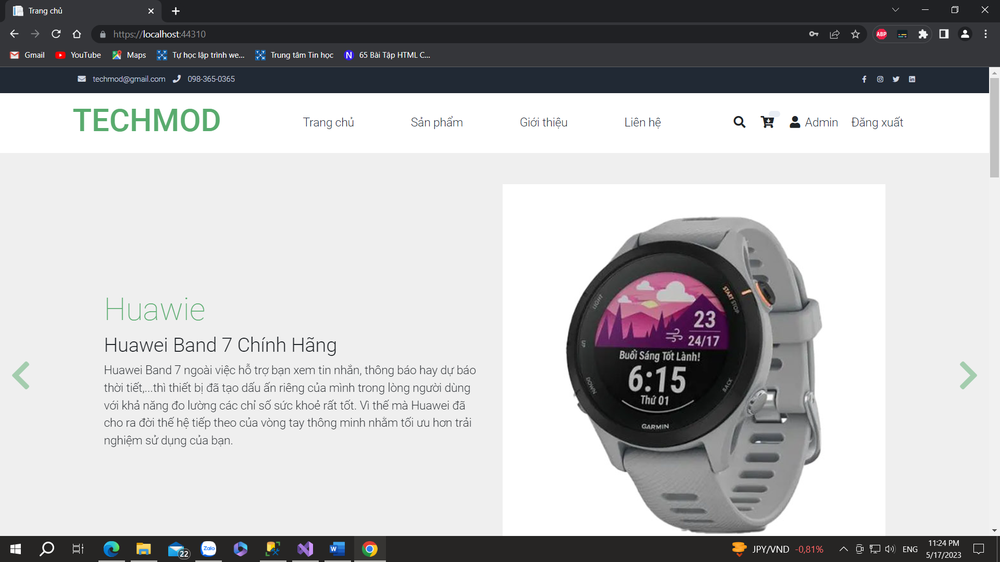 Trang chủ
https://localhost:44310
ABP
Gmail
YouTube
Maps
Tự học lập trình we...
Trung tâm Tin học
N
65 Bài Tập HTML C...
techmod@gmail.com
098-365-0365
TECHMOD
Trang chủ
Sản phẩm
Giới thiệu
Liên hệ
Admin
Đăng xuất
Huawie
Huawei Band 7 Chính Hãng
Huawei Band 7 ngoài việc hỗ trợ bạn xem tin nhắn, thông báo hay dự báo
thời tiết,...thì thiết bị đã tạo dấu ấn riêng của mình trong lòng người dùng
với khả năng đo lường các chỉ số sức khoẻ rất tốt. Vì thế mà Huawei đã
cho ra đời thế hệ tiếp theo của vòng tay thông minh nhằm tối ưu hơn trải
nghiệm sử dụng của bạn.
LIGHT
START STOP
UP
DOWN
BACK
23
24/17
Buổi Sáng Tốt Lành!
6:15
Thứ 01
GARMIN
22
Zalo
W
JPY/VND -0,81%
ENG
11:24 PM
5/17/2023